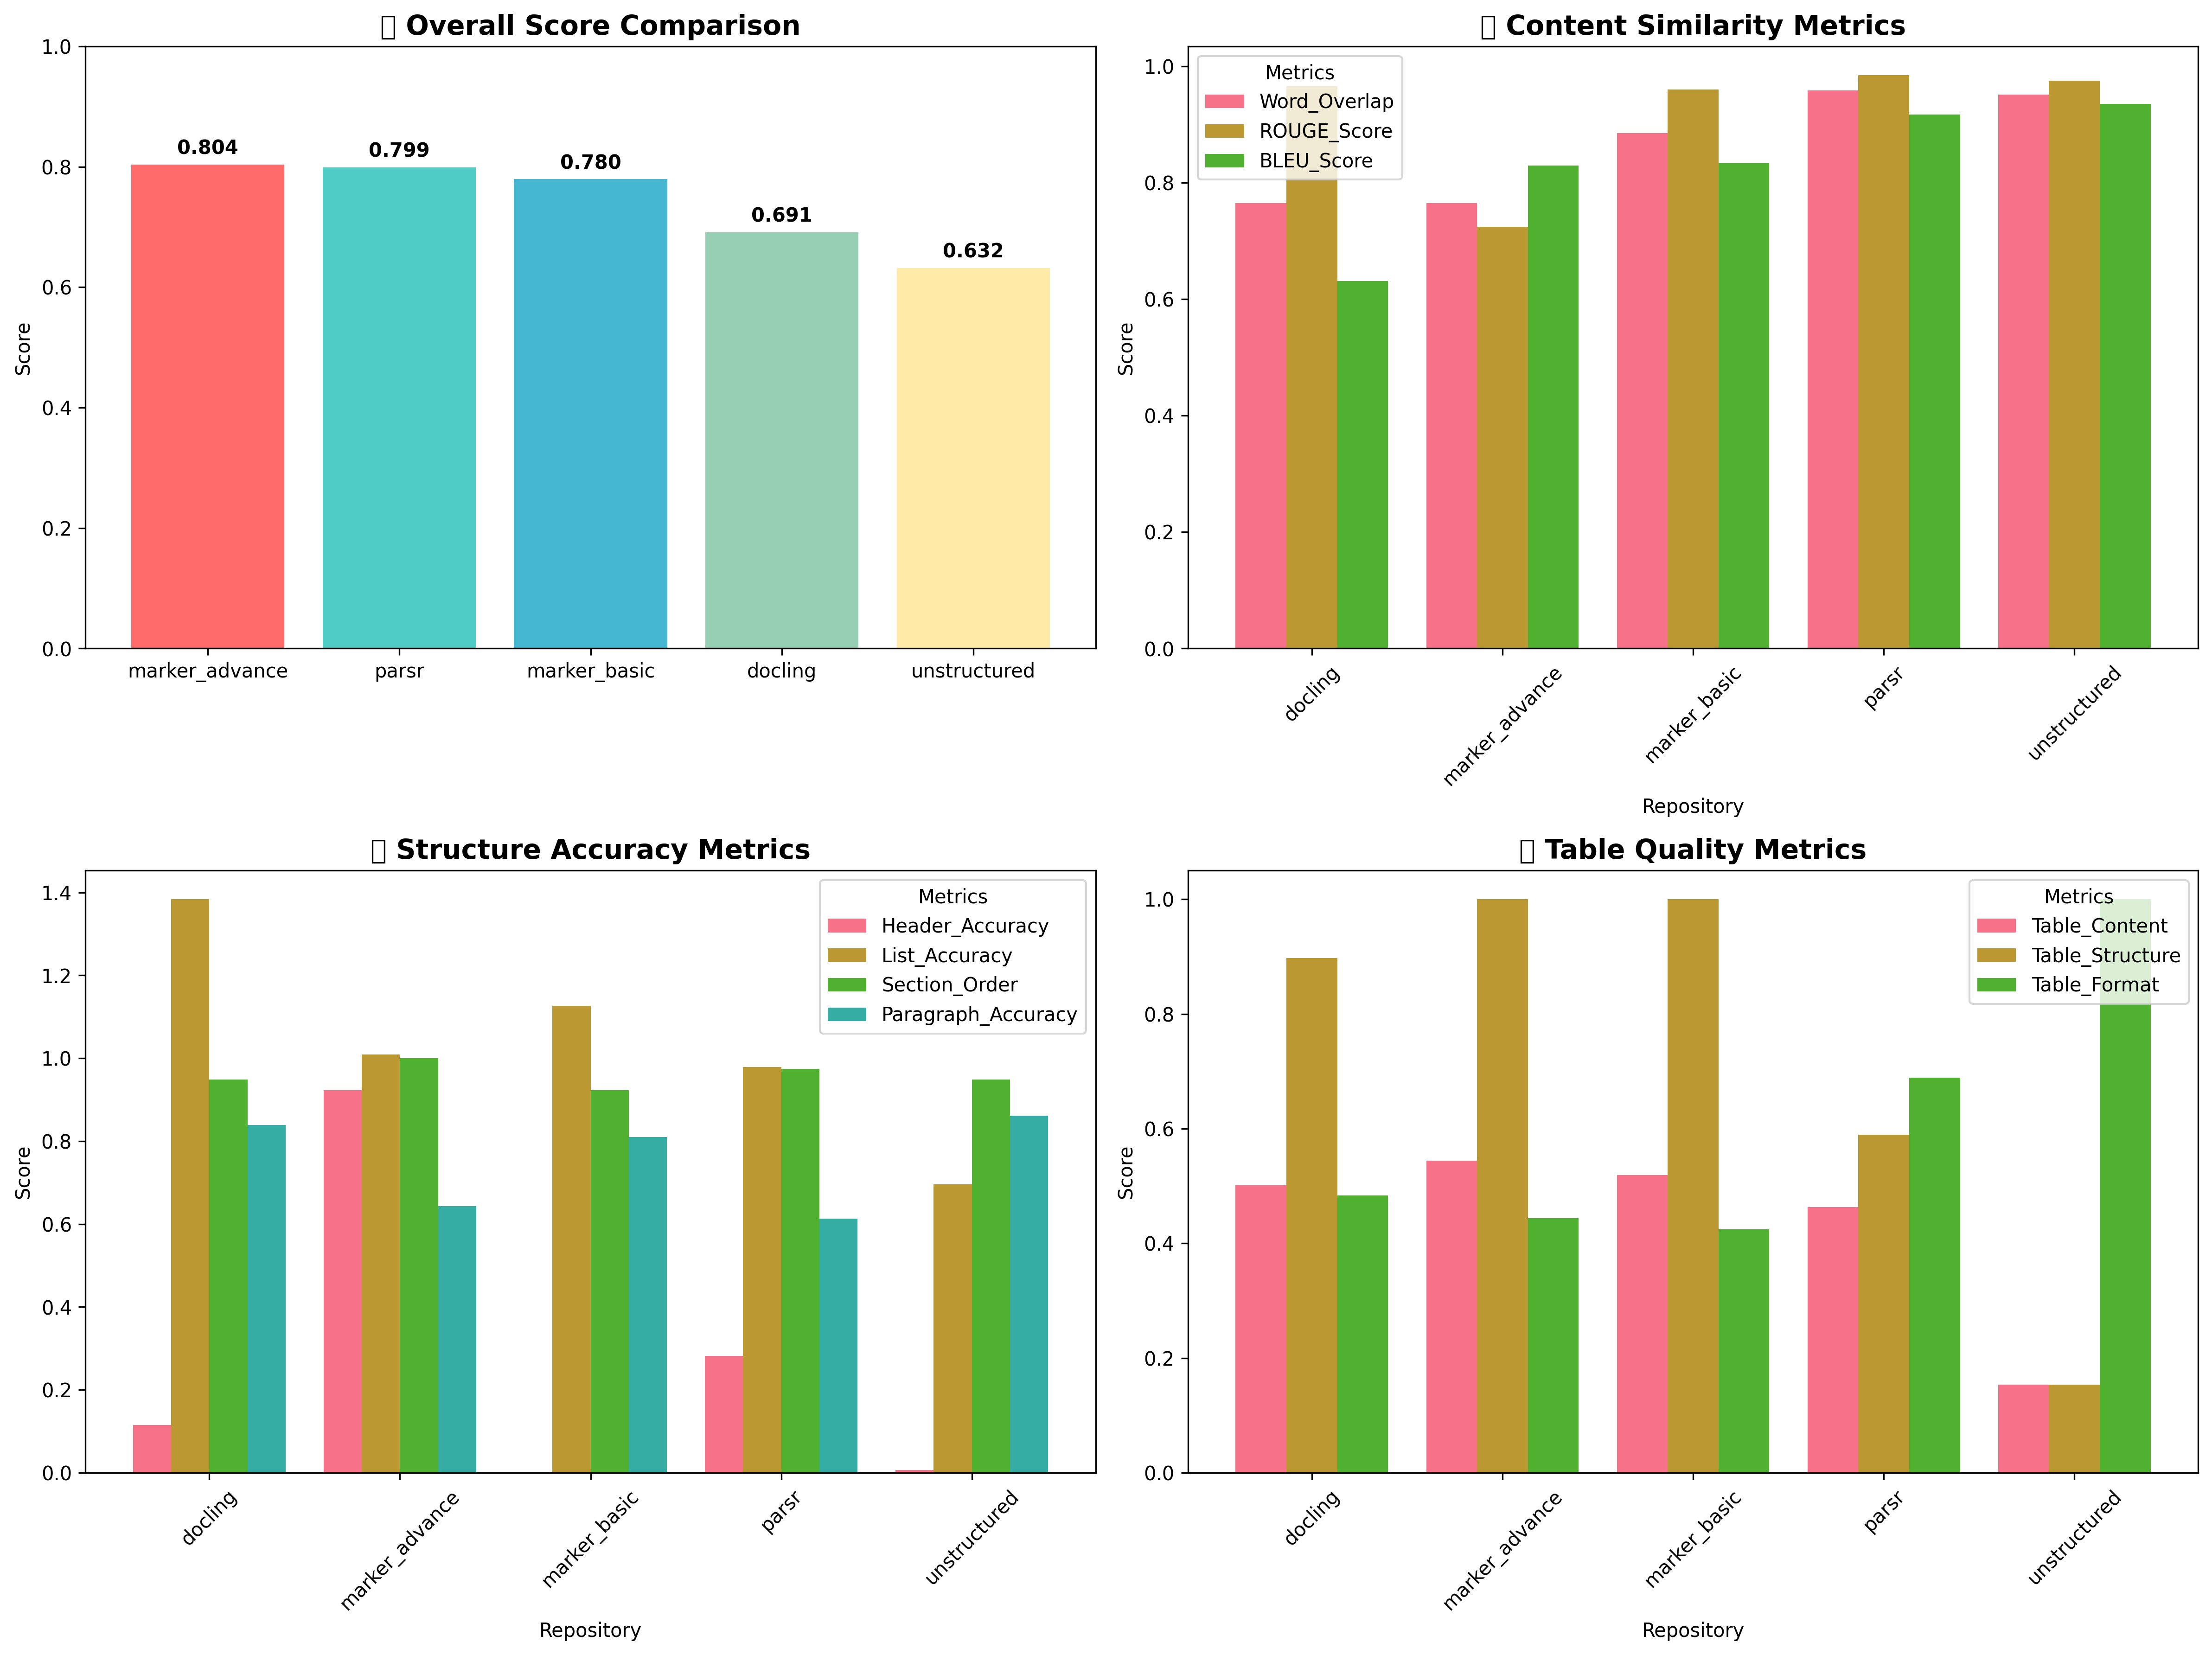 Overall Score Comparison
Score
1.0
0.8
0.6
0.4
0.2
0.0
0.804
0.799
0.780
0.691
0.632
marker_advance
parsr
marker_basic
docling
unstructured
Content Similarity Metrics
Score
1.0
0.8
0.6
0.4
0.2
0.0
Metrics
Word_Overlap
ROUGE_Score
BLEU_Score
docling
marker_advance
marker_basic
parsr
unstructured
Repository
Structure Accuracy Metrics
Score
1.4
1.2
1.0
0.8
0.6
0.4
0.2
0.0
Metrics
Header_Accuracy
List_Accuracy
Section_Order
Paragraph_Accuracy
docling
marker_advance
marker_basic
parsr
unstructured
Repository
Table Quality Metrics
Score
1.0
0.8
0.6
0.4
0.2
0.0
Metrics
Table_Content
Table_Structure
Table_Format
docling
marker_advance
marker_basic
parsr
unstructured
Repository